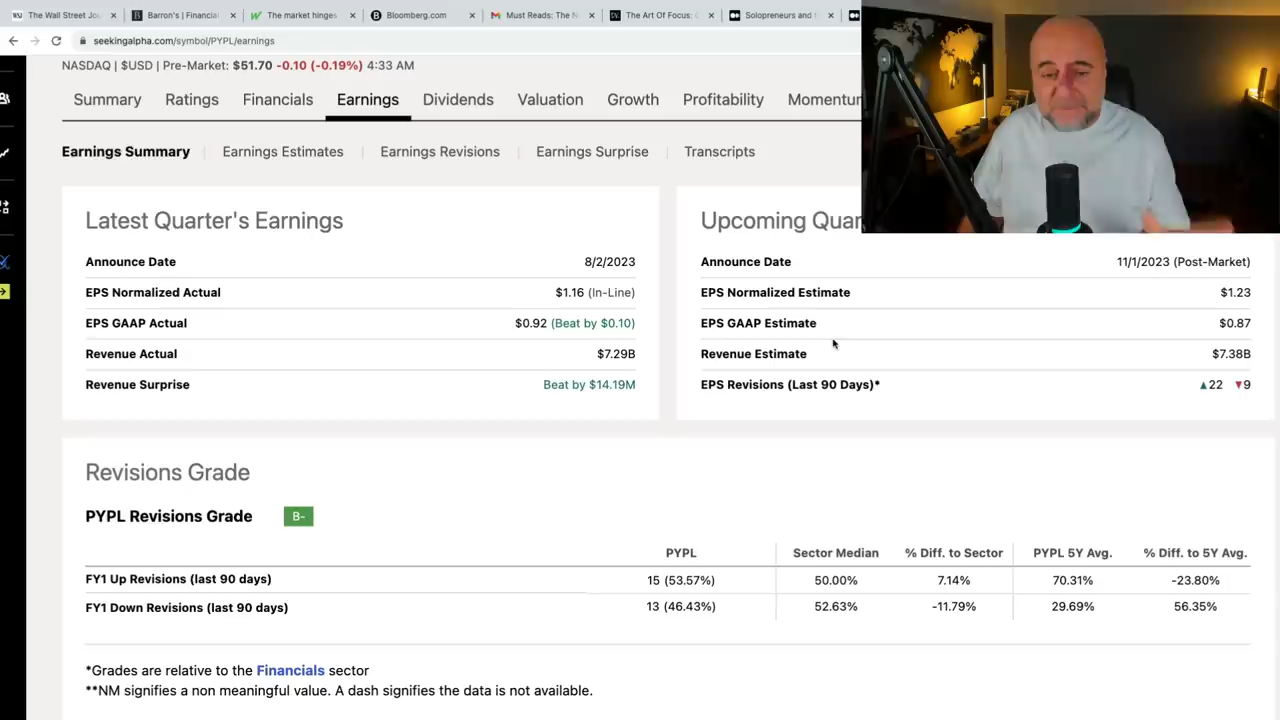 The Wall Street Jou
Barron's | Financial
The market hinges
Bloomberg.com
Must Reads: The N
The Art Of Focus: C
Solopreneurs and
seekingalpha.com/symbol/PYPL/earnings
NASDAQ | $USD | Pre-Market: $51.70 -0.10 (-0.19%) 4:33 AM
Summary Ratings Financials Earnings Dividends Valuation Growth Profitability Momentum
Earnings Summary Earnings Estimates Earnings Revisions Earnings Surprise Transcripts
Latest Quarter's Earnings
Announce Date 8/2/2023
EPS Normalized Actual $1.16 (In-Line)
EPS GAAP Actual $0.92 (Beat by $0.10)
Revenue Actual $7.29B
Revenue Surprise Beat by $14.19M
Upcoming Qua
Announce Date 11/1/2023 (Post-Market)
EPS Normalized Estimate $1.23
EPS GAAP Estimate $0.87
Revenue Estimate $7.38B
EPS Revisions (Last 90 Days)* ▲22 ▼9
Revisions Grade
PYPL Revisions Grade B-
PYPL Sector Median % Diff. to Sector PYPL 5Y Avg. % Diff. to 5Y Avg.
FY1 Up Revisions (last 90 days) 15 (53.57%) 50.00% 7.14% 70.31% -23.80%
FY1 Down Revisions (last 90 days) 13 (46.43%) 52.63% -11.79% 29.69% 56.35%
*Grades are relative to the Financials sector
**NM signifies a non meaningful value. A dash signifies the data is not available.